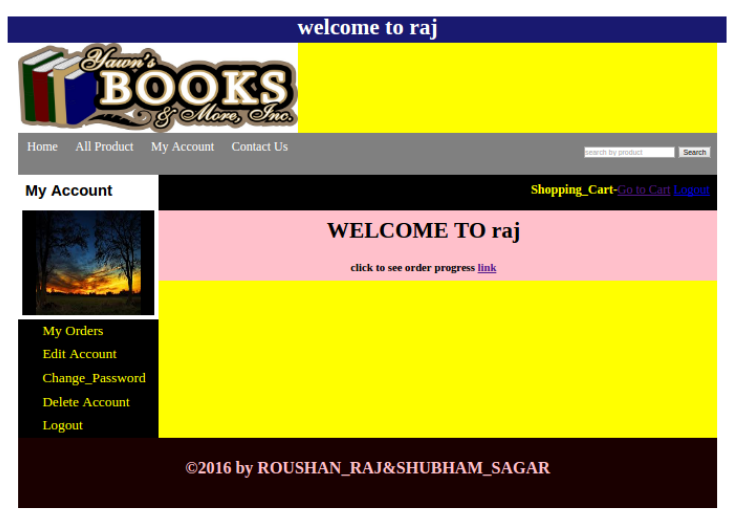 welcome to raj
Yawn's
BOOKS
& More, Inc.
Home All Product My Account Contact Us
search by product Search
My Account
Shopping_Cart-Go to Cart Logout
WELCOME TO raj
click to see order progress link
My Orders
Edit Account
Change_Password
Delete Account
Logout
©2016 by ROUSHAN_RAJ&SHUBHAM_SAGAR